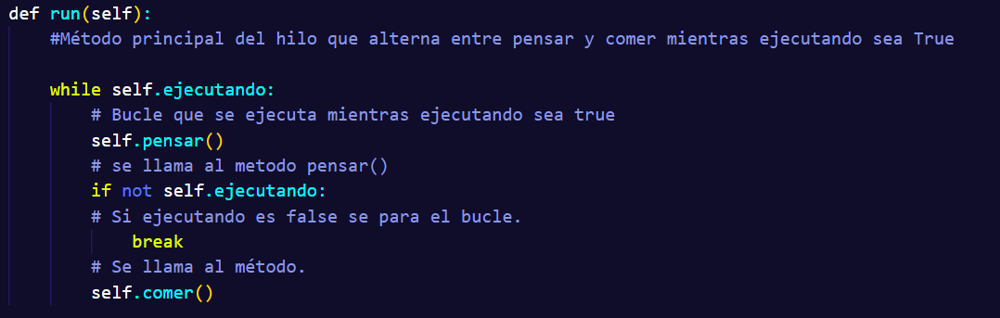 def run(self):
#Método principal del hilo que alterna entre pensar y comer mientras ejecutando sea True
while self.ejecutando:
# Bucle que se ejecuta mientras ejecutando sea true
self.pensar()
# se llama al metodo pensar()
if not self.ejecutando:
# Si ejecutando es false se para el bucle.
break
# Se llama al método.
self.comer()